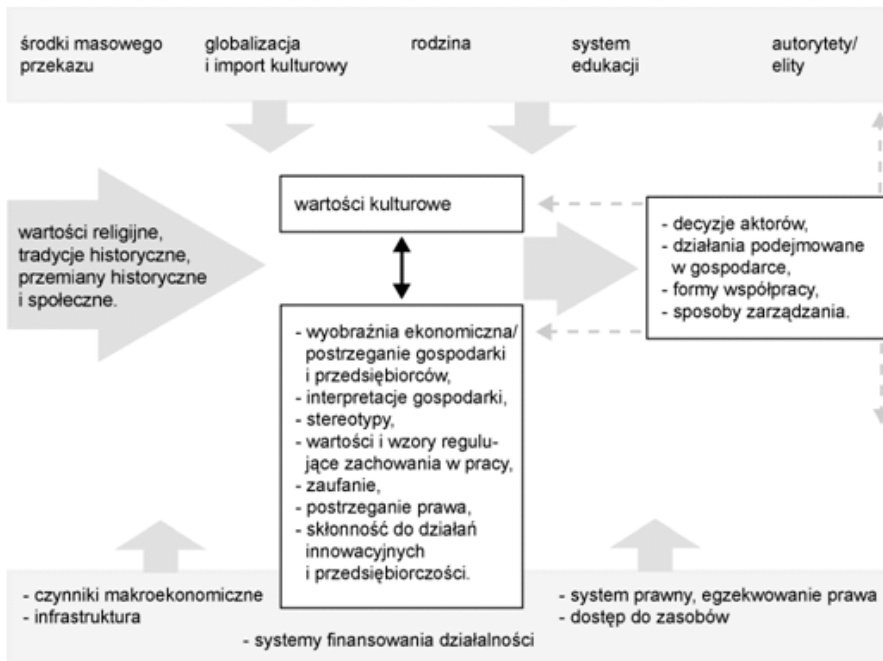 środki masowego
przekazu
globalizacja
i import kulturowy
rodzina
system
edukacji
autorytety/
elity
wartości religijne,
tradycje historyczne,
przemiany historyczne
i społeczne.
wartości kulturowe
- wyobraźnia ekonomiczna/
postrzeganie gospodarki
i przedsiębiorców,
- interpretacje gospodarki,
- stereotypy,
- wartości i wzory regulu-
jące zachowania w pracy,
- zaufanie,
- postrzeganie prawa,
- skłonność do działań
innowacyjnych
i przedsiębiorczości.
- decyzje aktorów,
- działania podejmowane
w gospodarce,
- formy współpracy,
- sposoby zarządzania.
- czynniki makroekonomiczne
- infrastruktura
- systemy finansowania działalności
- system prawny, egzekwowanie prawa
- dostęp do zasobów